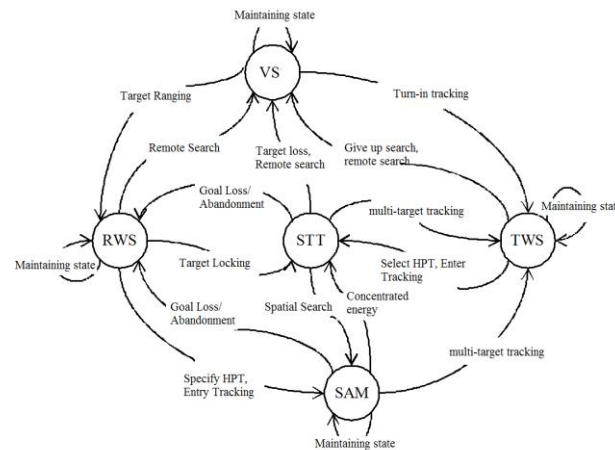 Maintaining state
VS
Target Ranging
Turn-in tracking
Remote Search
Target loss,
Remote search
Give up search,
remote search
Goal Loss/
Abandonment
multi-target tracking
Maintaining state
RWS
STT
TWS
Maintaining state
Target Locking
Select HPT, Enter
Tracking
Goal Loss/
Abandonment
Spatial Search
Concentrated
energy
multi-target tracking
Specify HPT,
Entry Tracking
SAM
Maintaining state